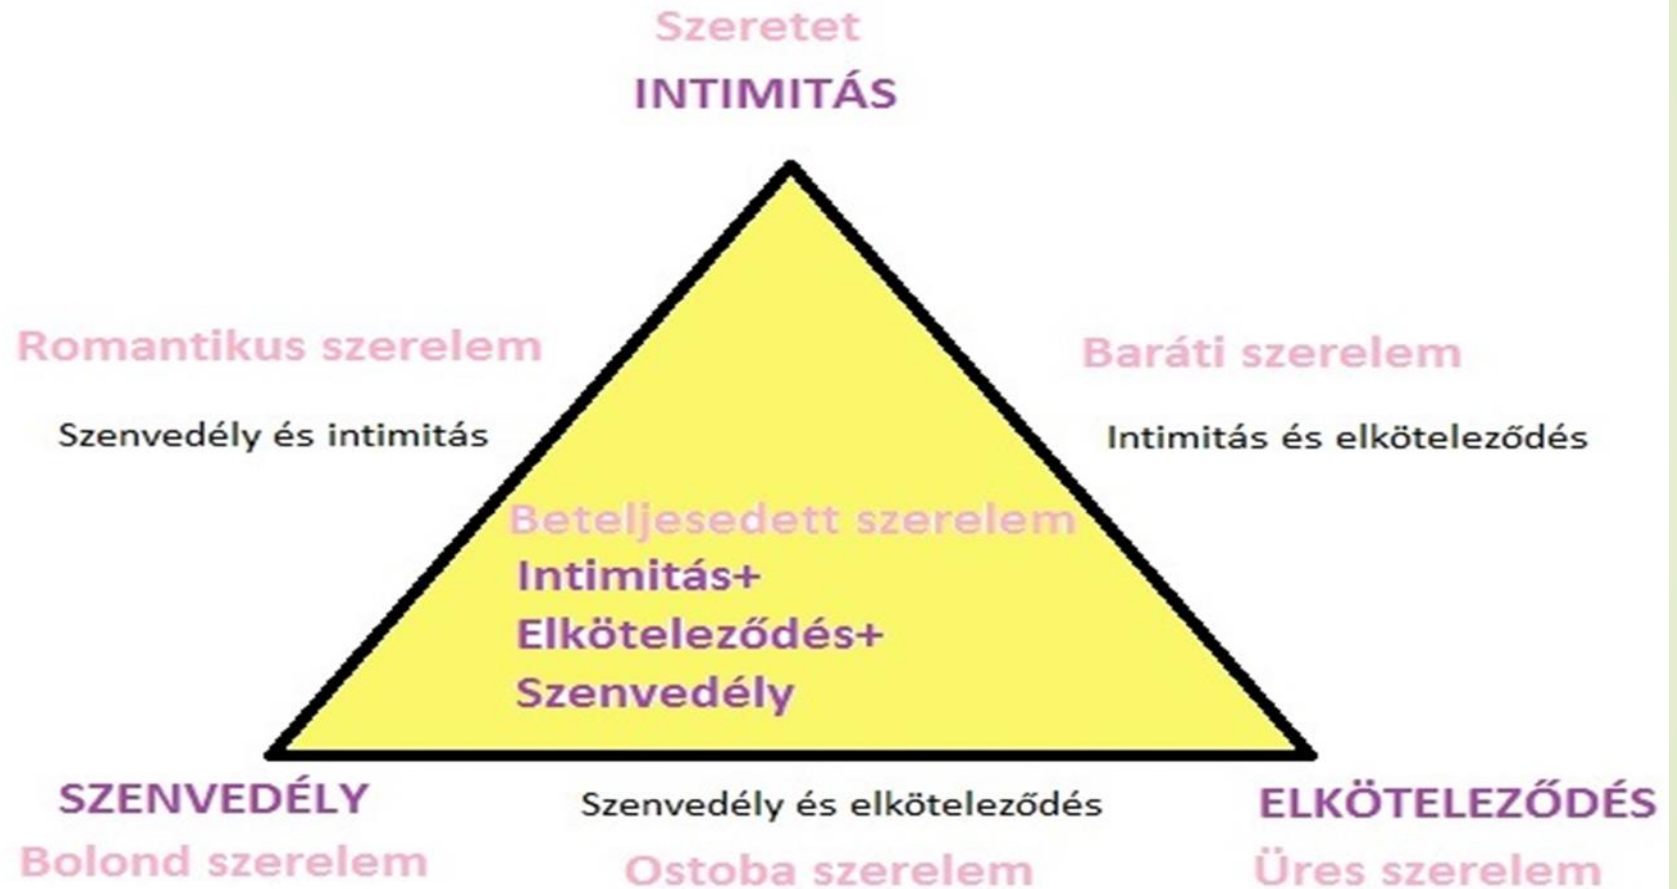 Szeretet
INTIMITÁS
Romantikus szerelem
Baráti szerelem
Szenvedély és intimitás
Intimitás és elköteleződés
Beteljesedett szerelem
Intimitás+
Elköteleződés+
Szenvedély
SZENVEDÉLY
Szenvedély és elköteleződés
ELKÖTELEZŐDÉS
Bolond szerelem
Ostoba szerelem
Üres szerelem